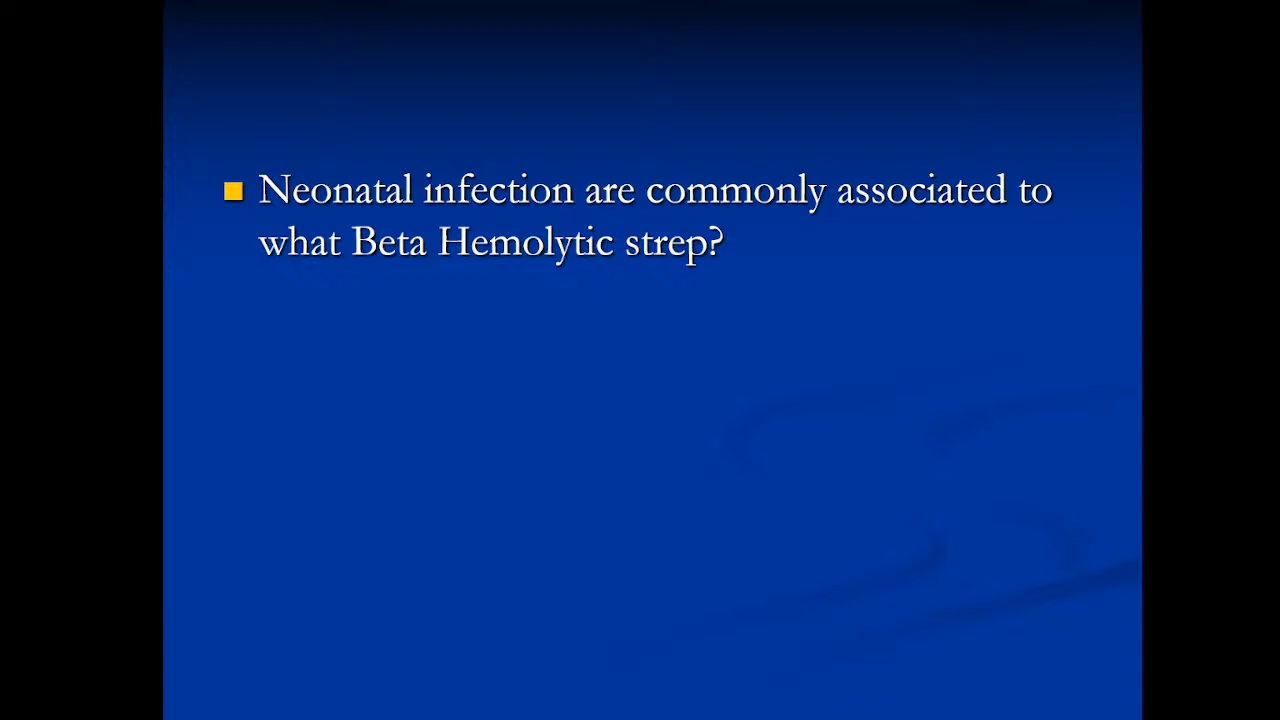 Neonatal infection are commonly associated to
what Beta Hemolytic strep?